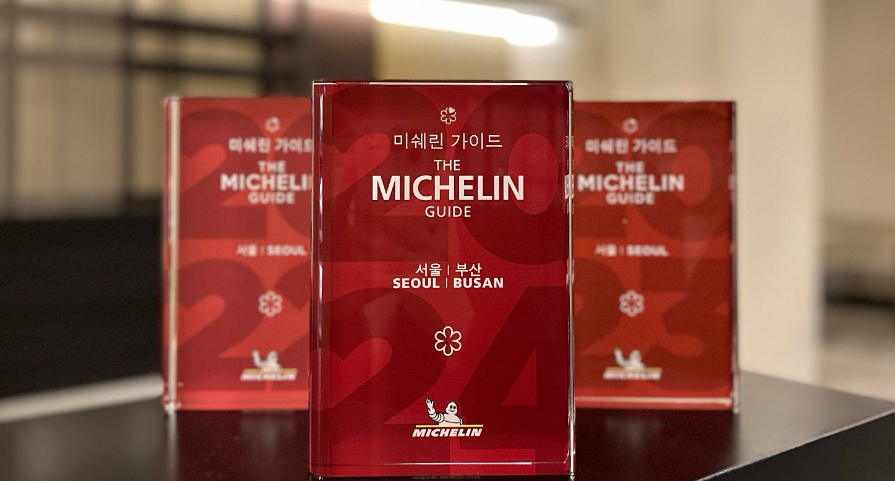 미쉐린 가이드
THE
MICHELIN
GUIDE
서울 | SEOUL
MICHELIN
미쉐린 가이드
THE
MICHELIN
GUIDE
서울 | 부산
SEOUL | BUSAN
2024
MICHELIN
미쉐린 가이드
THE
MICHELIN
GUIDE
서울 | SEOUL
MICHELIN